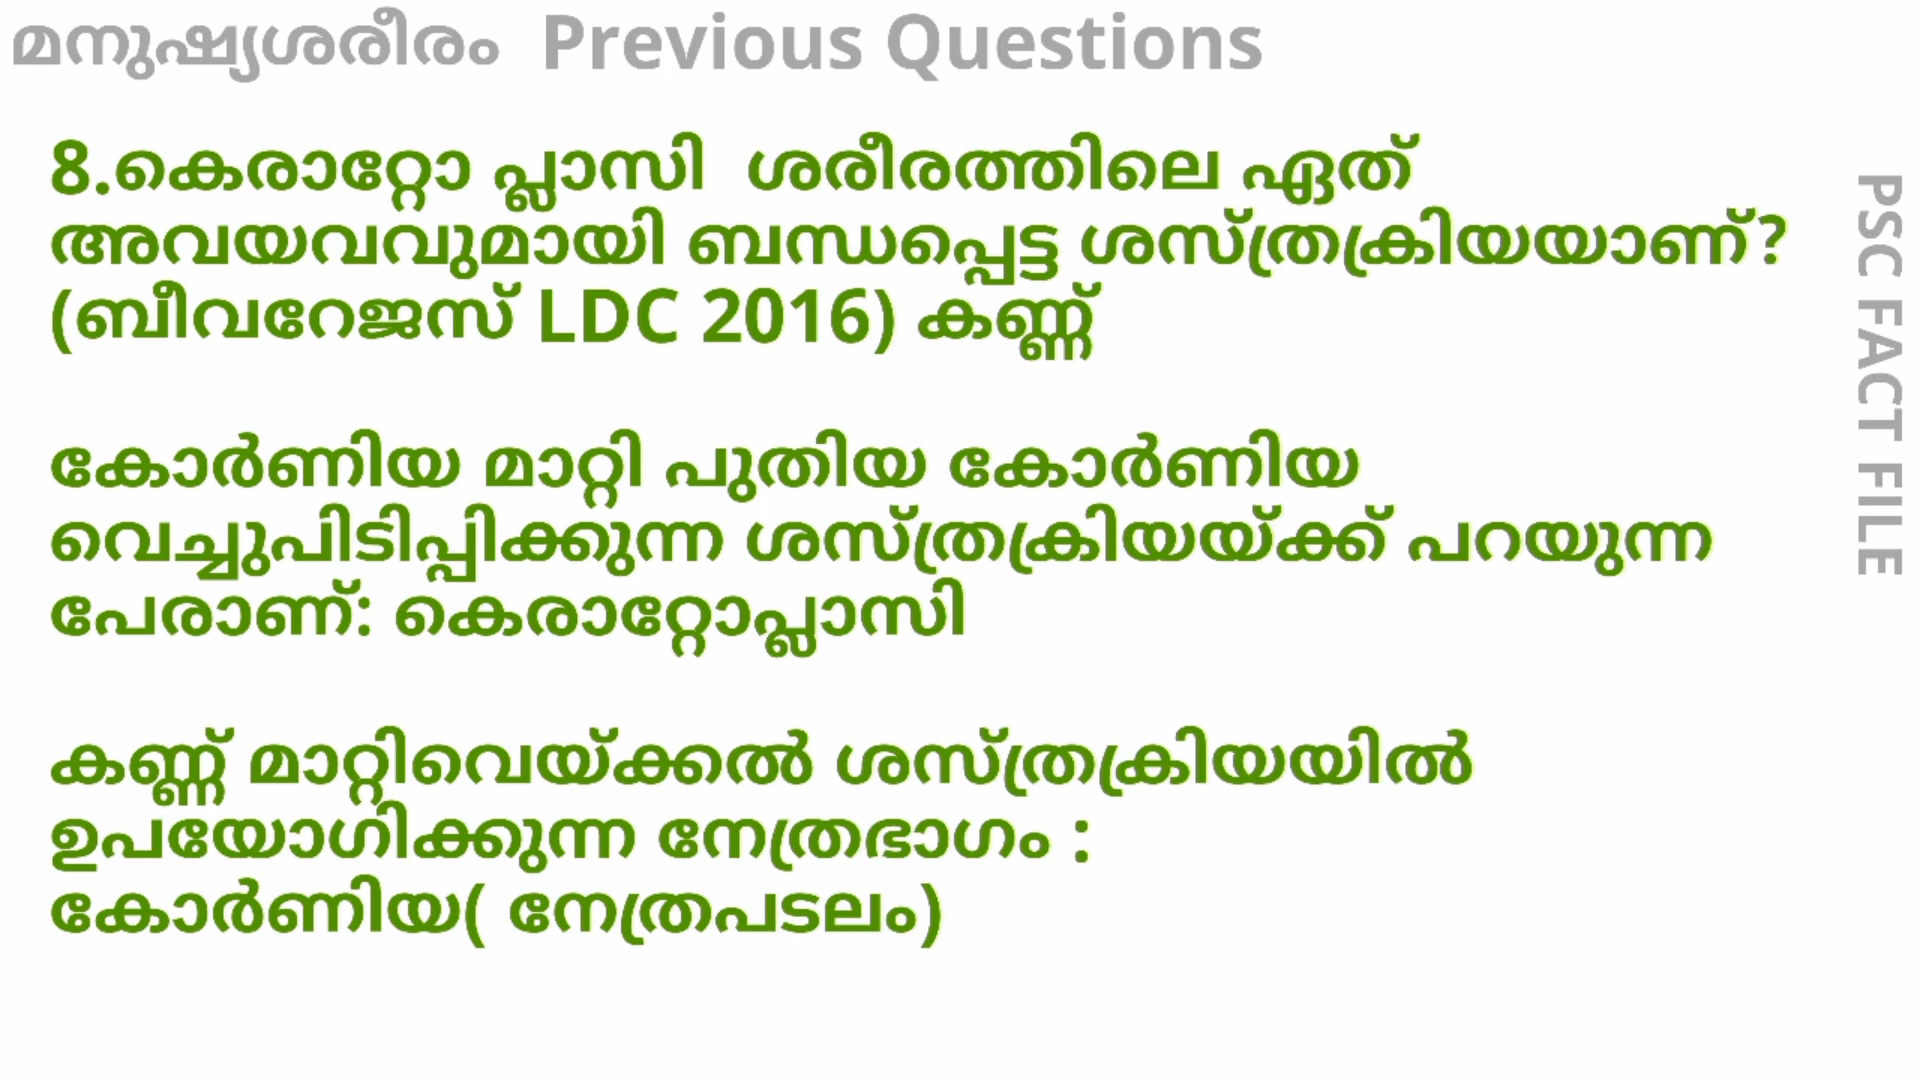 മനുഷ്യശരീരം Previous Questions
8.കെരാറ്റോ പ്ലാസി ശരീരത്തിലെ ഏത്
അവയവവുമായി ബന്ധപ്പെട്ട ശസ്ത്രക്രിയയാണ്?
(ബീവറേജസ് LDC 2016) കണ്ണ്
കോർണിയ മാറ്റി പുതിയ കോർണിയ
വെച്ചുപിടിപ്പിക്കുന്ന ശസ്ത്രക്രിയയ്ക്ക് പറയുന്ന
പേരാണ്: കെരാറ്റോപ്ലാസി
കണ്ണ് മാറ്റിവെയ്ക്കൽ ശസ്ത്രക്രിയയിൽ
ഉപയോഗിക്കുന്ന നേത്രഭാഗം :
കോർണിയ( നേത്രപടലം)
PSC FACT FILE